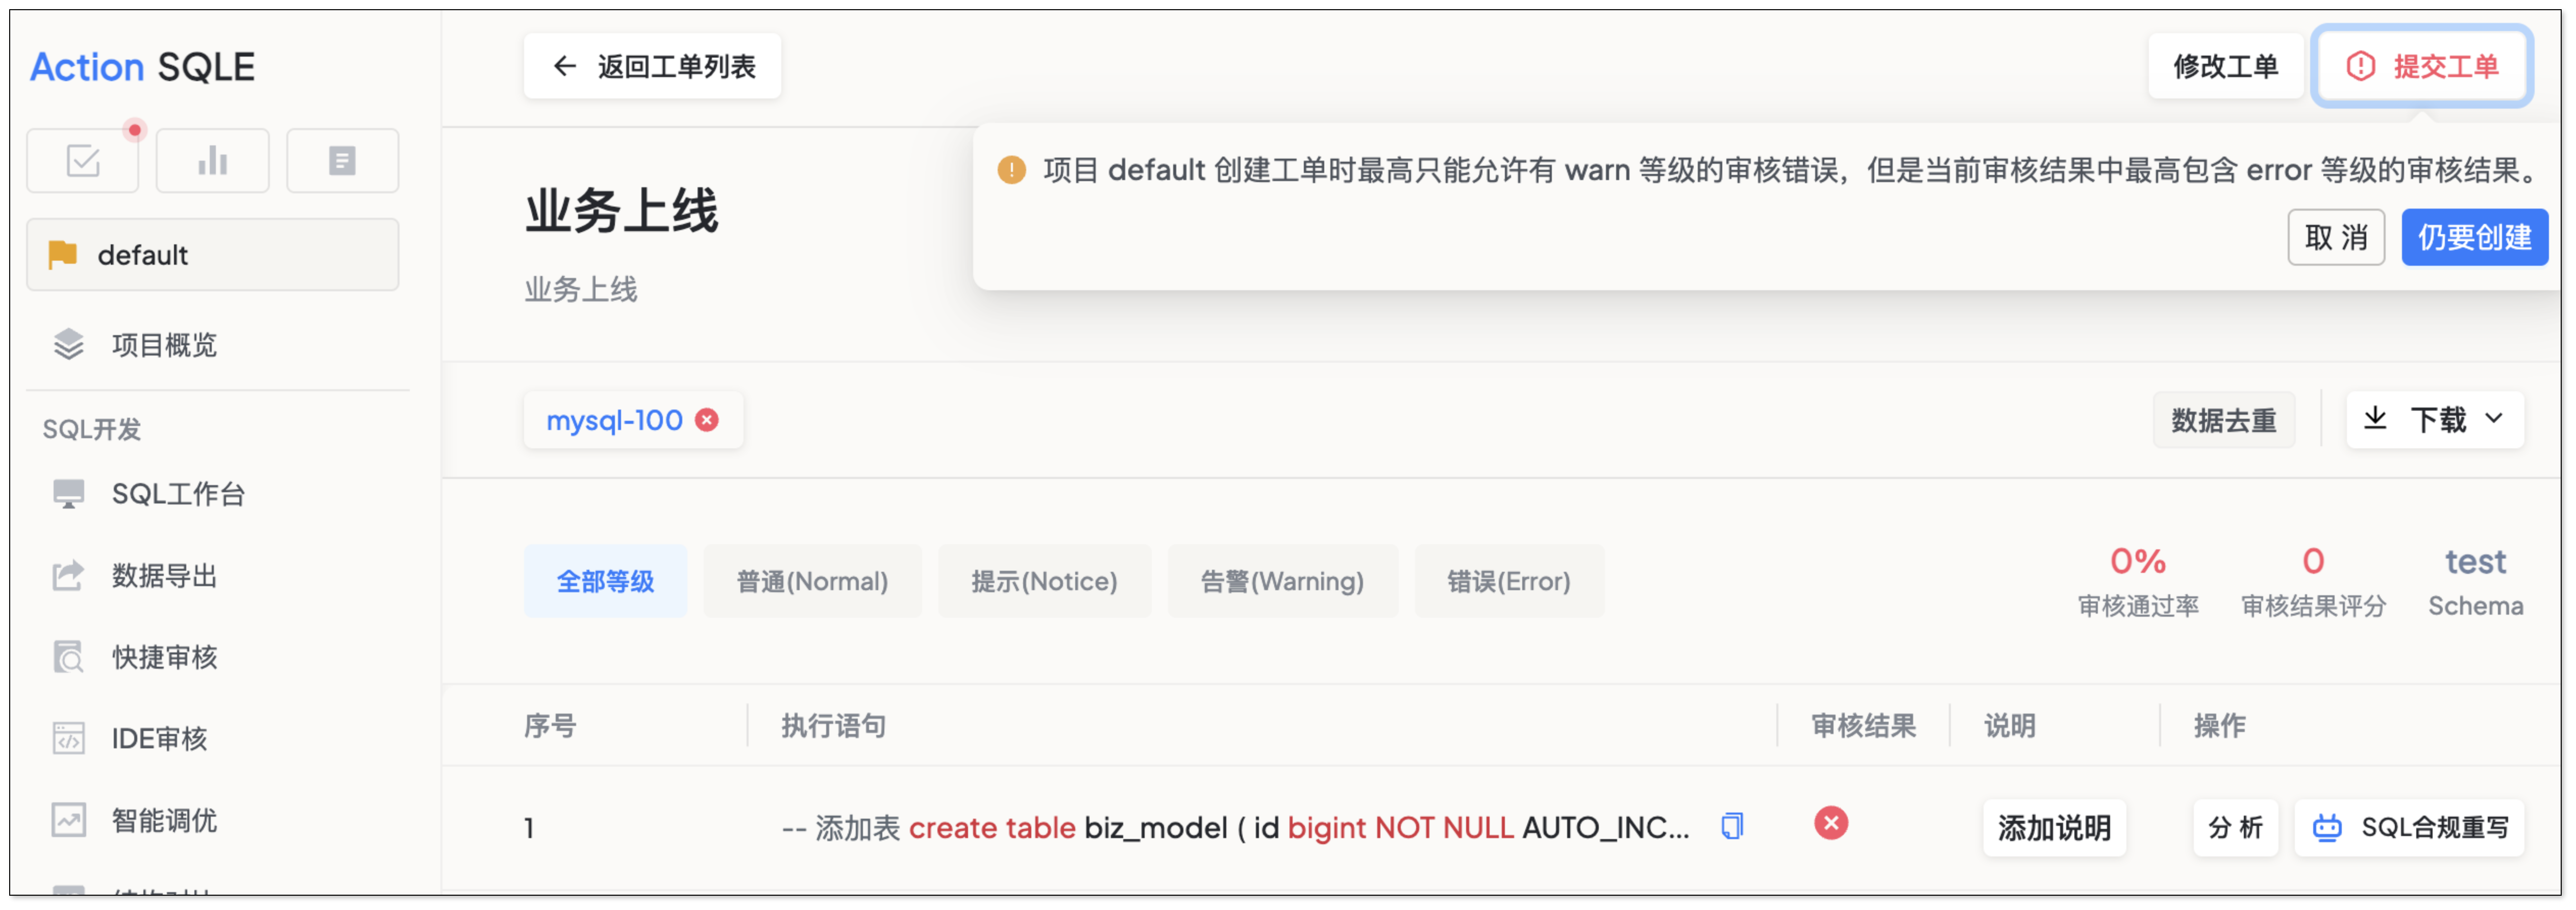 Action SQLE
返回工单列表
修改工单
提交工单
项目 default 创建工单时最高只能允许有 warn 等级的审核错误，但是当前审核结果中最高包含 error 等级的审核结果。
取 消
仍要创建
default
业务上线
业务上线
项目概览
SQL开发
SQL工作台
数据导出
快捷审核
IDE审核
智能调优
mysql-100
数据去重
下载
全部等级
普通(Normal)
提示(Notice)
告警(Warning)
错误(Error)
0%
审核通过率
0
审核结果评分
test
Schema
序号
执行语句
审核结果
说明
操作
1
-- 添加表 create table biz_model ( id bigint NOT NULL AUTO_INC...
添加说明
分 析
SQL合规重写